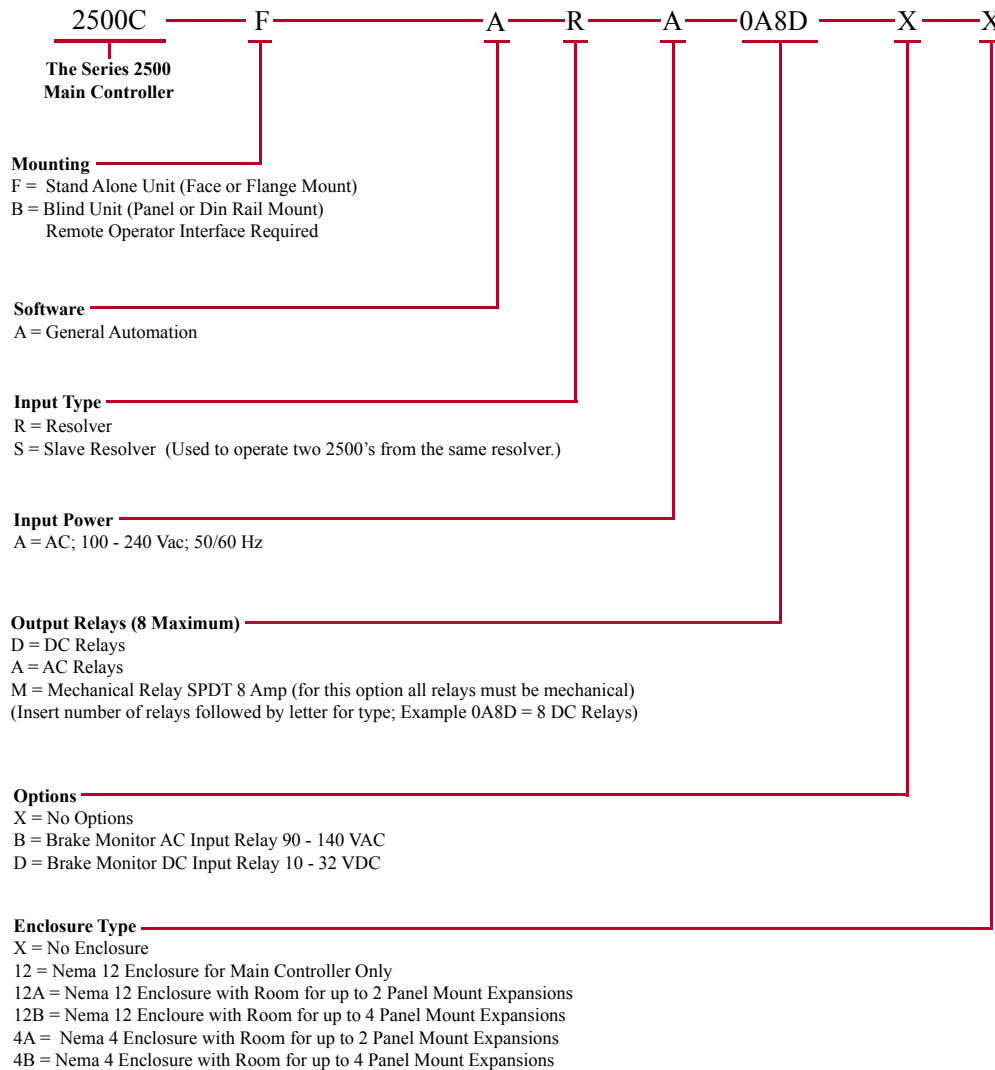 2500C F A R A 0A8D X X
The Series 2500
Main Controller
Mounting
F = Stand Alone Unit (Face or Flange Mount)
B = Blind Unit (Panel or Din Rail Mount)
Remote Operator Interface Required
Software
A = General Automation
Input Type
R = Resolver
S = Slave Resolver (Used to operate two 2500's from the same resolver.)
Input Power
A = AC; 100 - 240 Vac; 50/60 Hz
Output Relays (8 Maximum)
D = DC Relays
A = AC Relays
M = Mechanical Relay SPDT 8 Amp (for this option all relays must be mechanical)
(Insert number of relays followed by letter for type; Example 0A8D = 8 DC Relays)
Options
X = No Options
B = Brake Monitor AC Input Relay 90 - 140 VAC
D = Brake Monitor DC Input Relay 10 - 32 VDC
Enclosure Type
X = No Enclosure
12 = Nema 12 Enclosure for Main Controller Only
12A = Nema 12 Enclosure with Room for up to 2 Panel Mount Expansions
12B = Nema 12 Encloure with Room for up to 4 Panel Mount Expansions
4A = Nema 4 Enclosure with Room for up to 2 Panel Mount Expansions
4B = Nema 4 Enclosure with Room for up to 4 Panel Mount Expansions